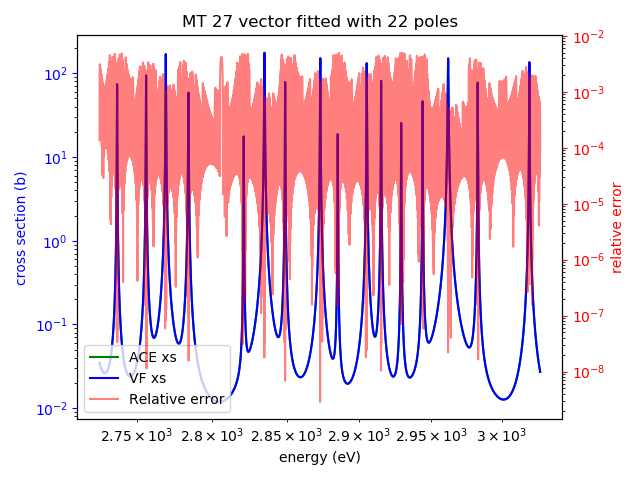 MT 27 vector fitted with 22 poles
10²
10¹
10⁰
10⁻¹
10⁻²
cross section (b)
10⁻²
10⁻³
10⁻⁴
10⁻⁵
10⁻⁶
10⁻⁷
10⁻⁸
relative error
ACE xs
VF xs
Relative error
2.75 × 10³ 2.8 × 10³ 2.85 × 10³ 2.9 × 10³ 2.95 × 10³ 3 × 10³
energy (eV)